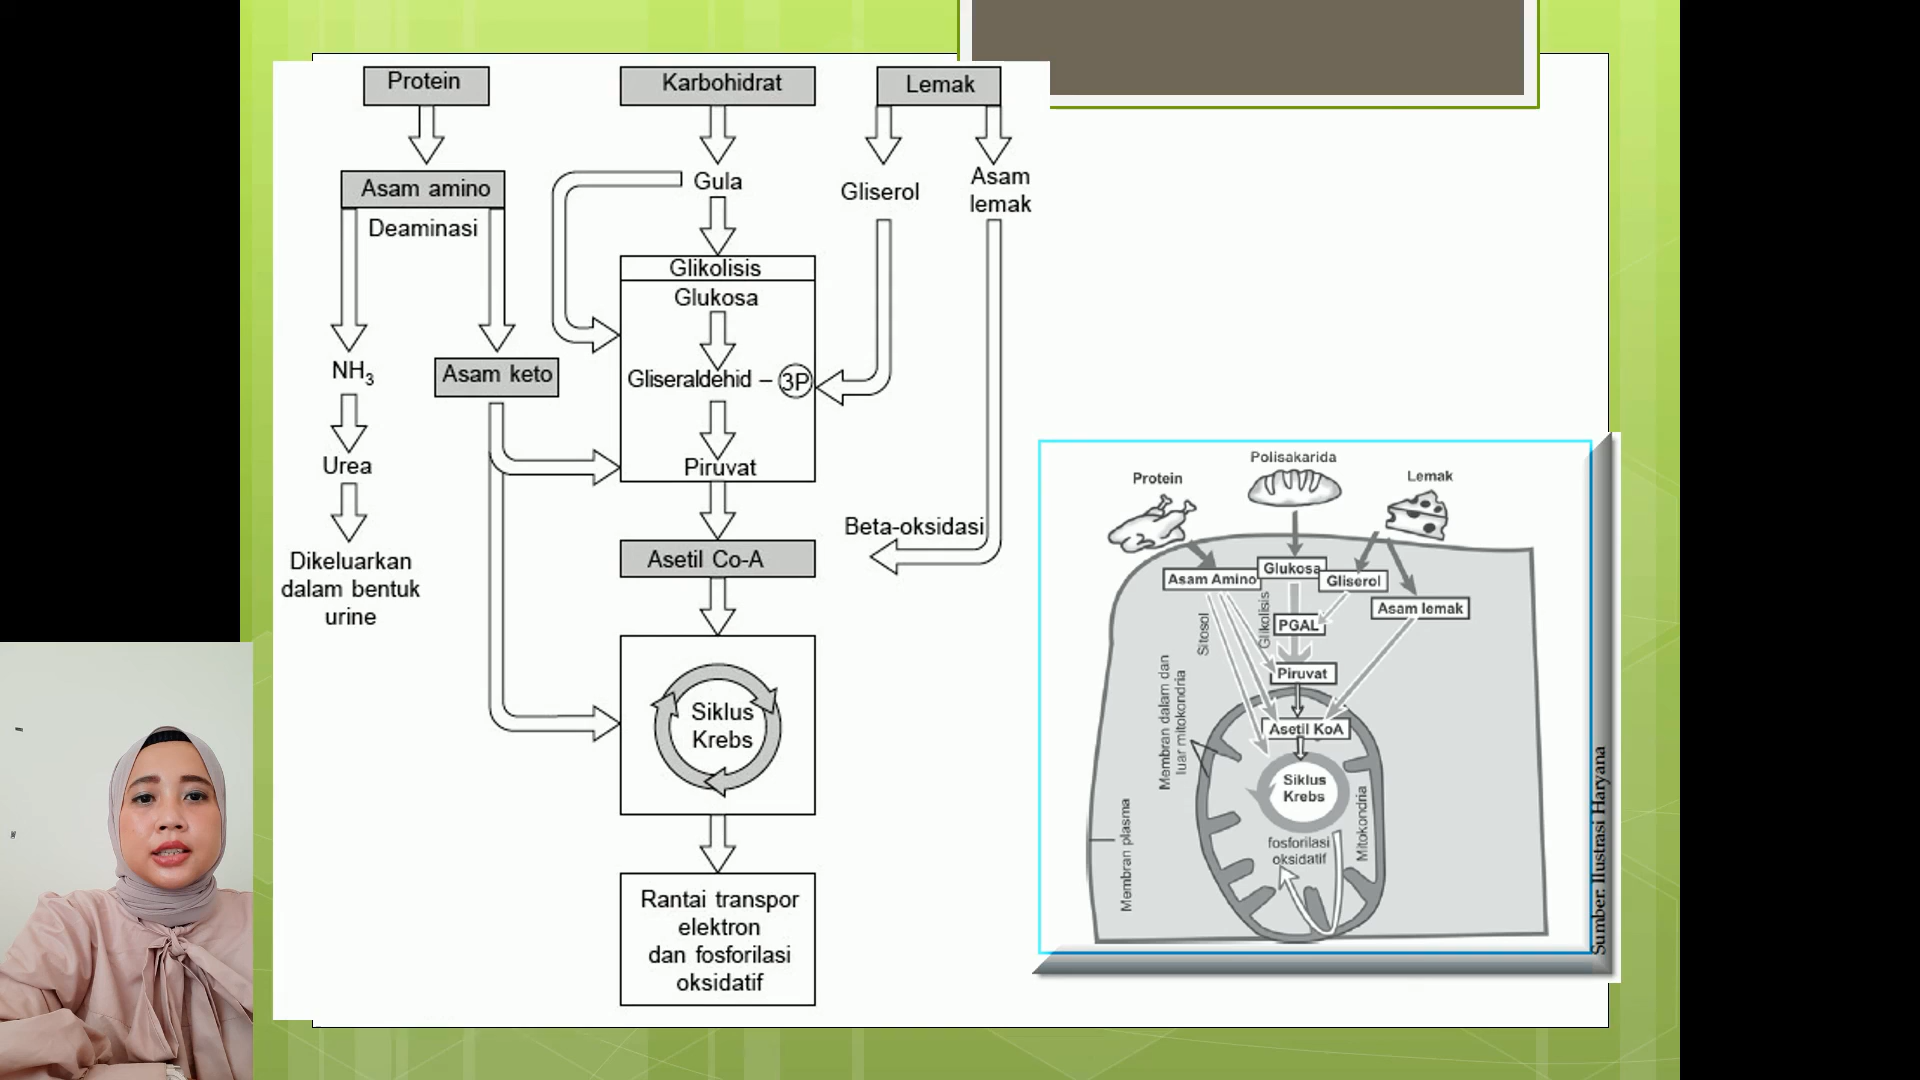 Protein
Karbohidrat
Lemak
Asam amino
Deaminasi
Gula
Gliserol
Asam
lemak
Glikolisis
Glukosa
Gliseraldehid – 3P
Piruvat
NH3
Asam keto
Urea
Dikeluarkan
dalam bentuk
urine
Beta-oksidasi
Asetil Co-A
Siklus
Krebs
Rantai transpor
elektron
dan fosforilasi
oksidatif
Protein
Polisakarida
Lemak
Asam Amino
Glukosa
Gliserol
Asam lemak
Sitosol
Glikolisis
PGAL
Piruvat
Membran dalam dan
luar mitokondria
Asetil KoA
Siklus
Krebs
fosforilasi
oksidatif
Mitokondria
Membran plasma
Sumber: Ilustrasi Haryana